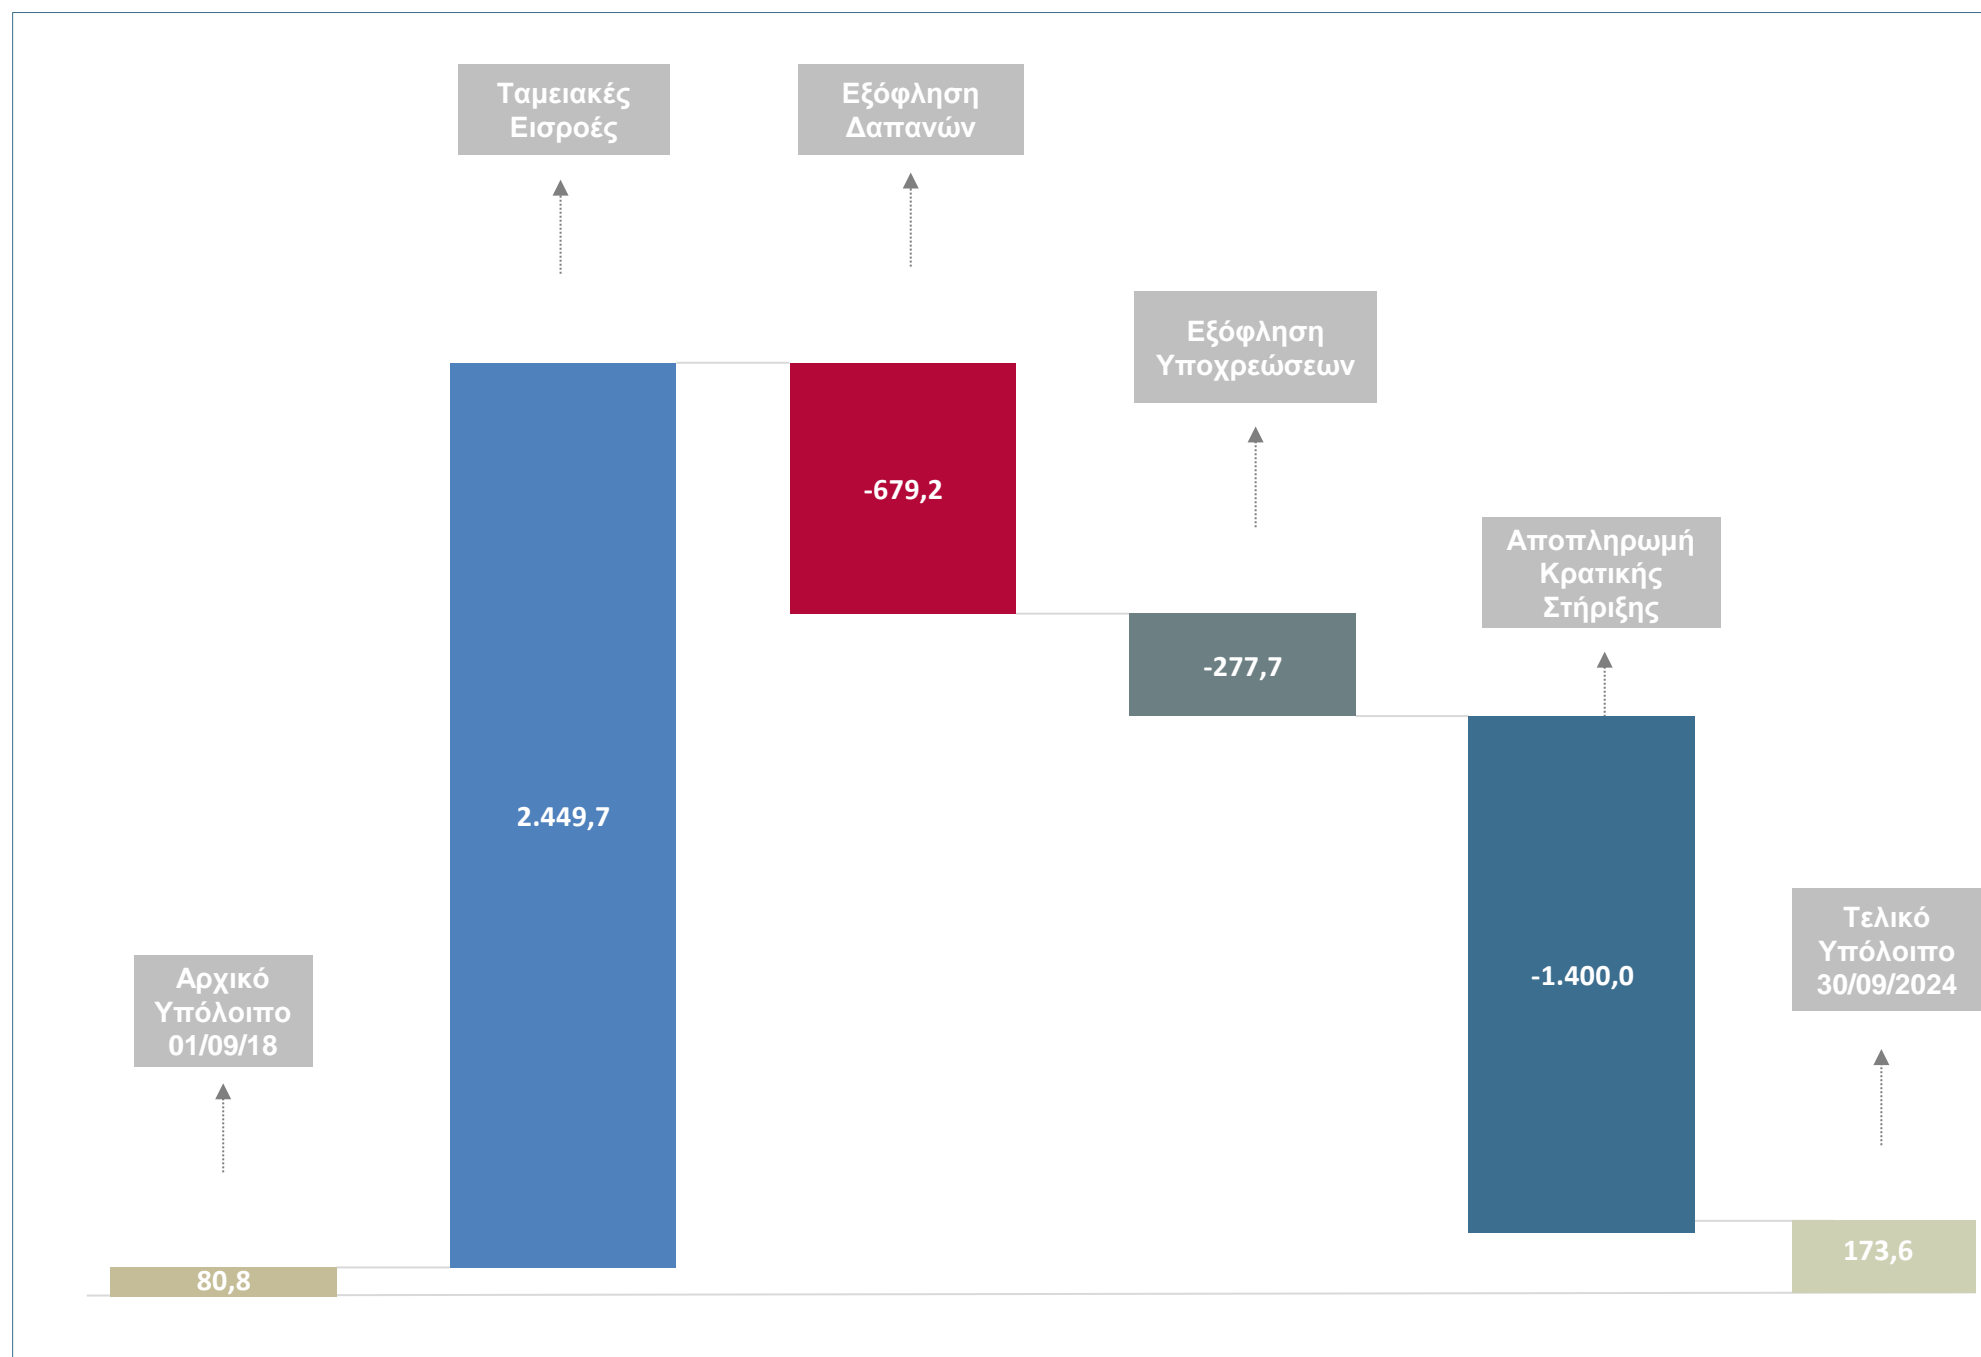 Ταμειακές
Εισροές
Εξόφληση
Δαπανών
Εξόφληση
Υποχρεώσεων
-679,2
Αποπληρωμή
Κρατικής
Στήριξης
-277,7
2.449,7
Τελικό
Υπόλοιπο
30/09/2024
Αρχικό
Υπόλοιπο
01/09/18
-1.400,0
173,6
80,8